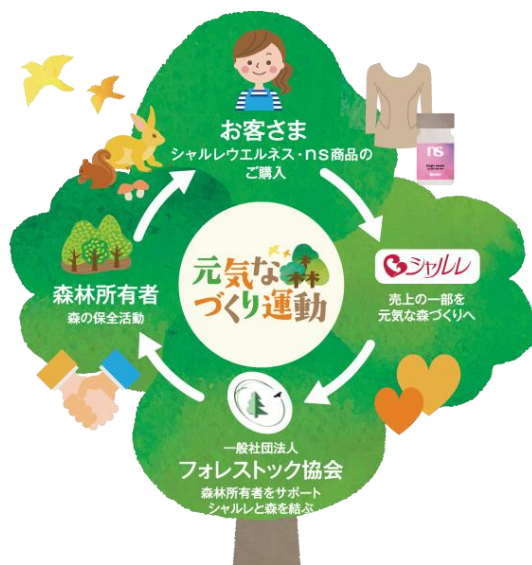 お客さま
シャルレウエルネス・ns商品の
ご購入
ns
シャルレ
売上の一部を
元気な森づくりへ
元気な森
づくり運動
森林所有者
森の保全活動
一般社団法人
フォレストック協会
森林所有者をサポート
シャルレと森を結ぶ